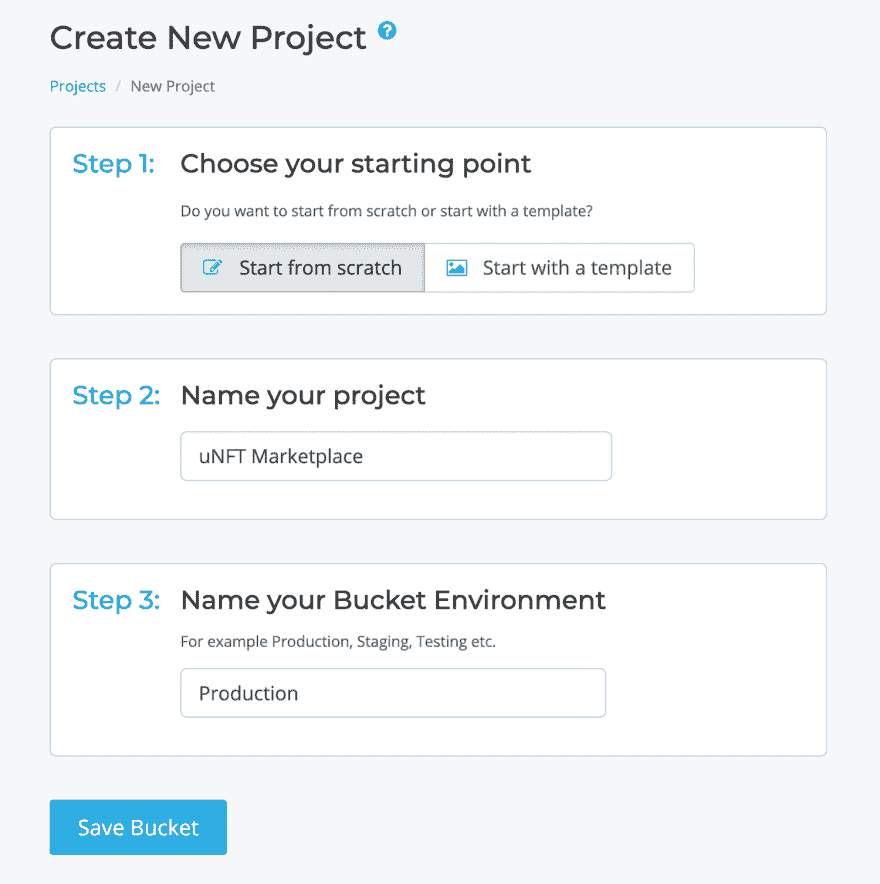 Create New Project ?
Projects / New Project
Step 1: Choose your starting point
Do you want to start from scratch or start with a template?
Start from scratch Start with a template
Step 2: Name your project
uNFT Marketplace
Step 3: Name your Bucket Environment
For example Production, Staging, Testing etc.
Production
Save Bucket